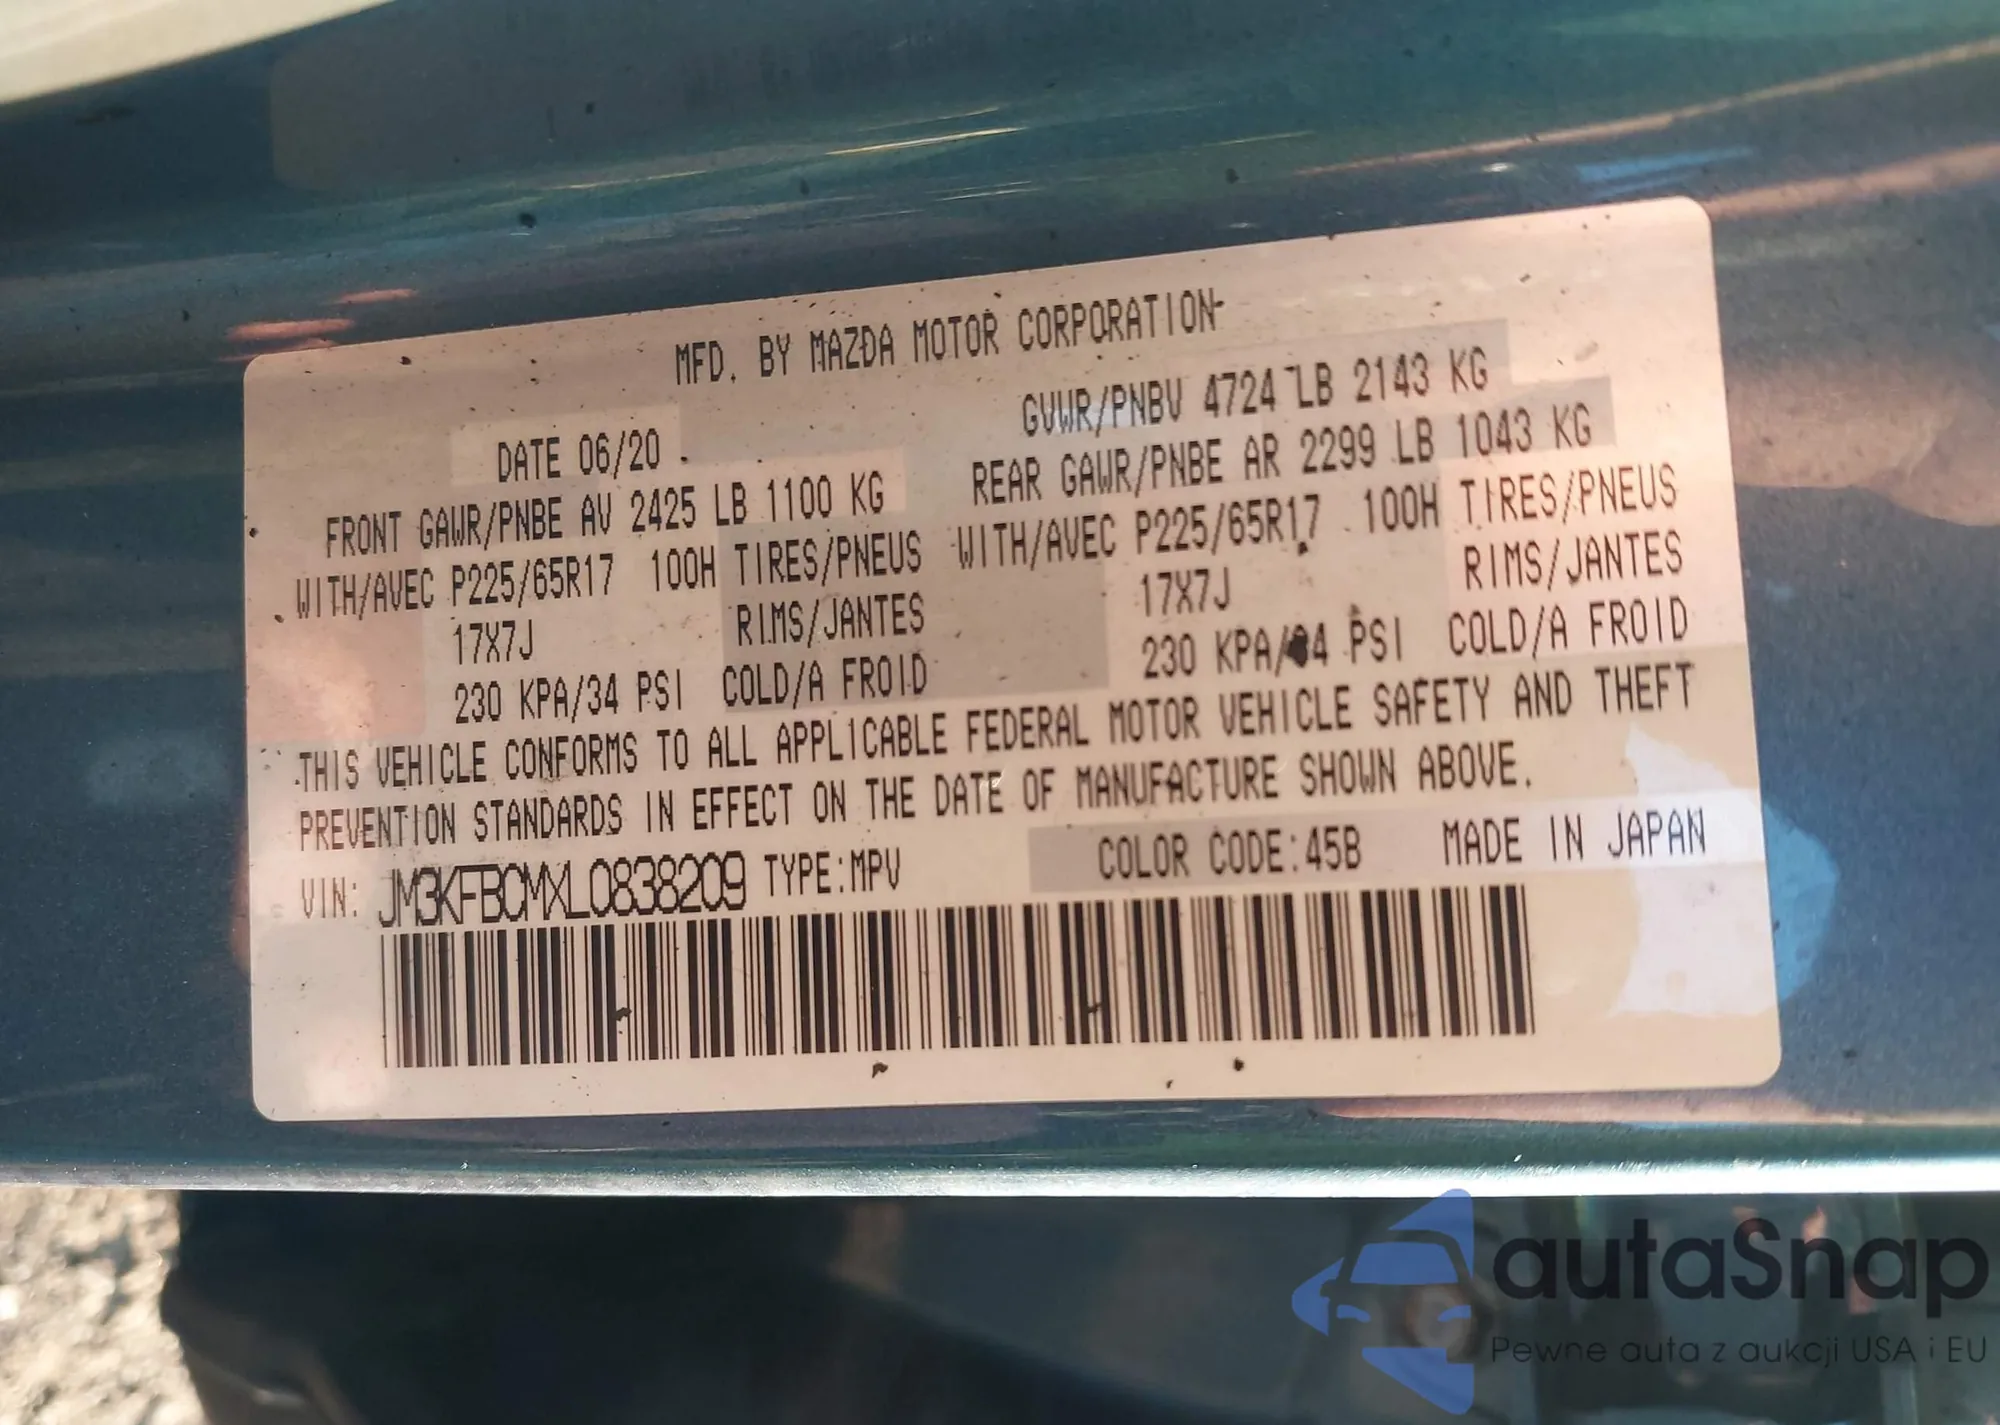 MFD. BY MAZDA MOTOR CORPORATION
DATE 06/20 GVWR/PNBV 4724 LB 2143 KG
FRONT GAWR/PNBE AV 2425 LB 1100 KG REAR GAWR/PNBE AR 2299 LB 1043 KG
WITH/AVEC P225/65R17 100H TIRES/PNEUS WITH/AVEC P225/65R17 100H TIRES/PNEUS
17X7J RIMS/JANTES 17X7J RIMS/JANTES
230 KPA/34 PSI COLD/A FROID 230 KPA/34 PSI COLD/A FROID
THIS VEHICLE CONFORMS TO ALL APPLICABLE FEDERAL MOTOR VEHICLE SAFETY AND THEFT
PREVENTION STANDARDS IN EFFECT ON THE DATE OF MANUFACTURE SHOWN ABOVE.
VIN: JM3KFBCMXL0838209 TYPE:MPV COLOR CODE:45B MADE IN JAPAN
autaSnap
Pewne auta z aukcji USA i EU